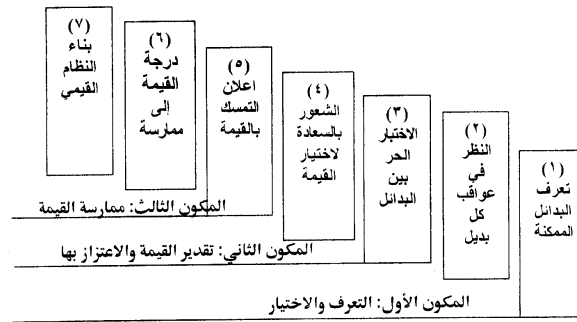 (١)
تعرف
البدائل
الممكنة
(٢)
النظر
في
عواقب
كل
بديل
(٣)
الاختبار
الحر
بين
البدائل
(٤)
الشعور
بالسعادة
لاختيار
القيمة
(٥)
اعلان
التمسك
بالقيمة
(٦)
درجة
القيمة
إلى
ممارسة
(٧)
بناء
النظام
القيمي
المكون الثالث: ممارسة القيمة
المكون الثاني: تقدير القيمة والاعتزاز بها
المكون الأول: التعرف والاختيار